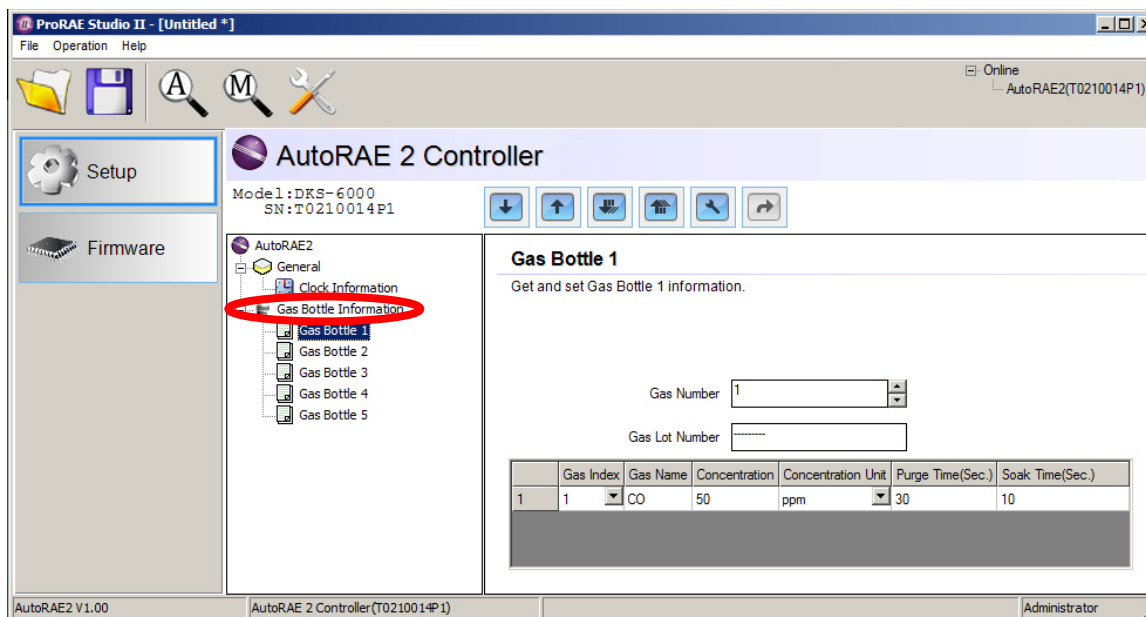 ProRAE Studio II - [Untitled *]
File Operation Help
A
M
Online
AutoRAE2(T0210014P1)
Setup
Firmware
AutoRAE 2 Controller
Model:DKS-6000
SN:T0210014P1
AutoRAE2
General
Clock Information
Gas Bottle Information
Gas Bottle 1
Gas Bottle 2
Gas Bottle 3
Gas Bottle 4
Gas Bottle 5
Gas Bottle 1
Get and set Gas Bottle 1 information.
Gas Number 1
Gas Lot Number ---------
Gas Index Gas Name Concentration Concentration Unit Purge Time(Sec.) Soak Time(Sec.)
1 1 CO 50 ppm 30 10
AutoRAE2 V1.00 AutoRAE 2 Controller(T0210014P1) Administrator